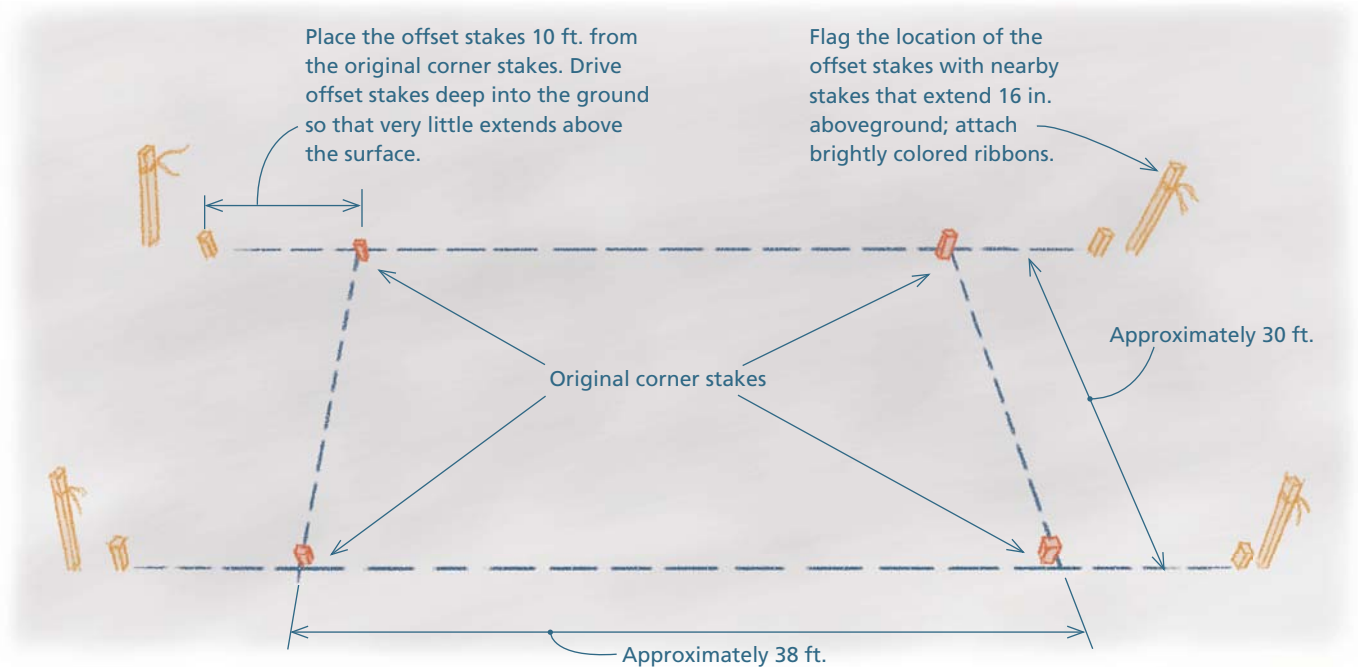 Place the offset stakes 10 ft. from
the original corner stakes. Drive
offset stakes deep into the ground
so that very little extends above
the surface.
Flag the location of the
offset stakes with nearby
stakes that extend 16 in.
aboveground; attach
brightly colored ribbons.
Approximately 30 ft.
Original corner stakes
Approximately 38 ft.